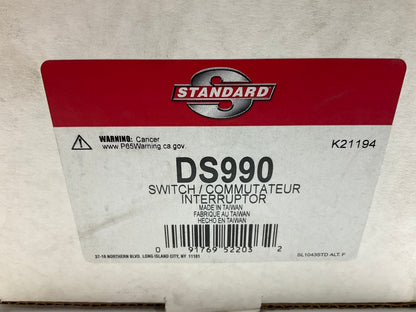 STANDARD
WARNING: Cancer
www.P65Warning.ca.gov.
K21194
DS990
SWITCH / COMMUTATEUR
INTERRUPTOR
MADE IN TAIWAN
FABRIQUE AU TAIWAN
HECHO EN TAIWAN
0 91769 52203 2
37-18 NORTHERN BLVD. LONG ISLAND CITY, NY 11101
SL1043STD ALT. F